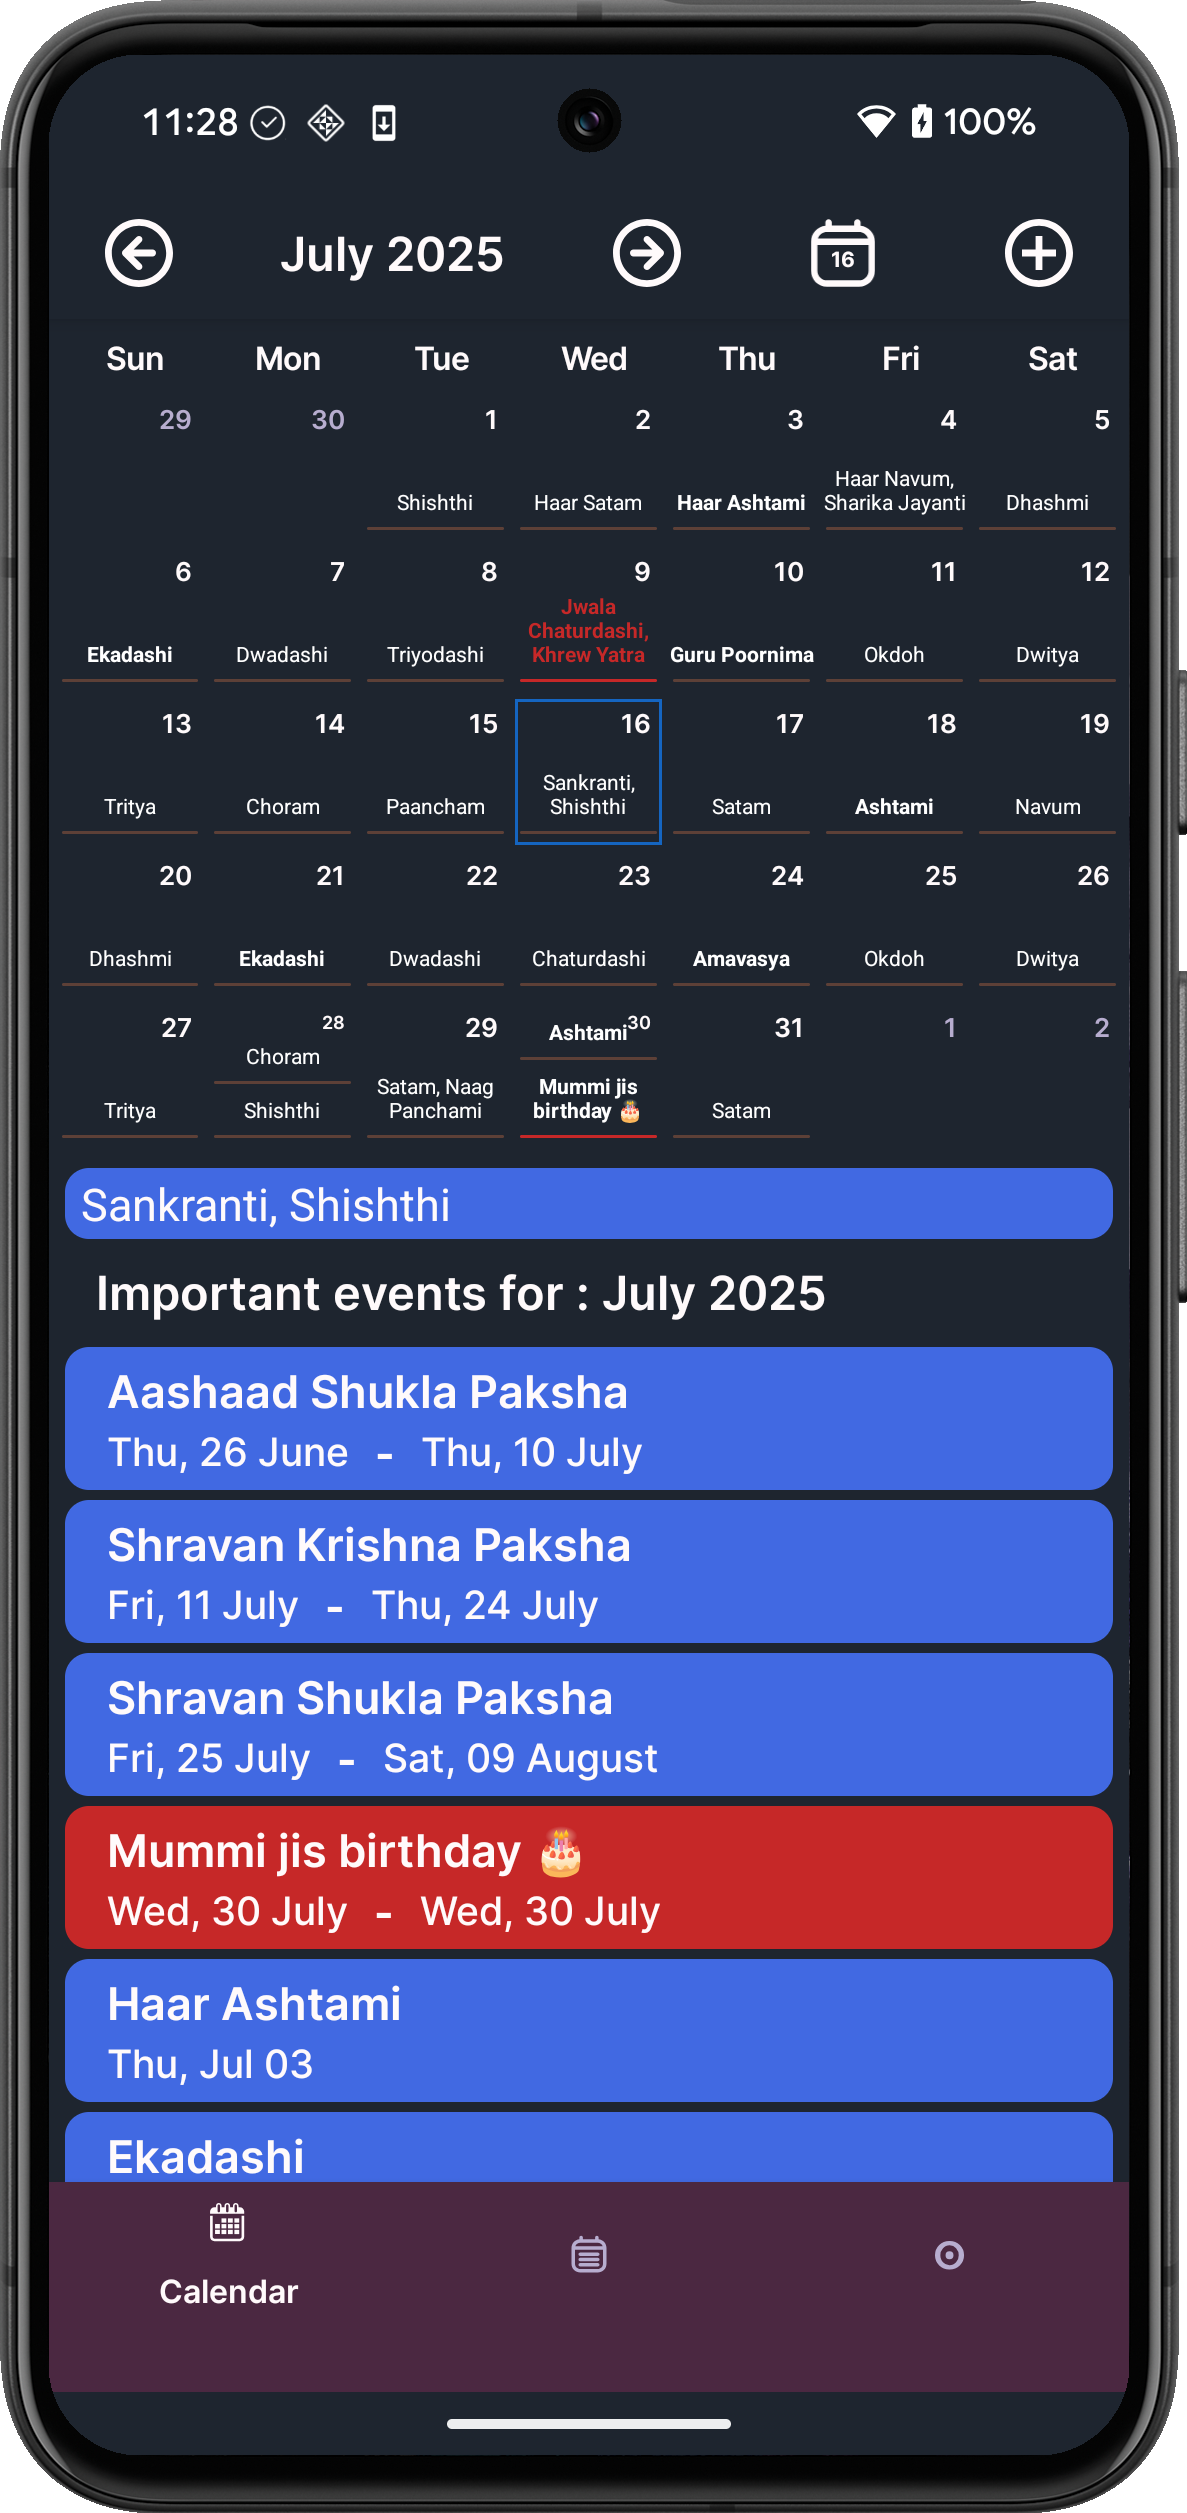 11:28 100%
July 2025 16
Sun Mon Tue Wed Thu Fri Sat
29 30 1 2 3 4 5
Shishthi Haar Satam Haar Ashtami Haar Navum, Sharika Jayanti Dhashmi
6 7 8 9 10 11 12
Ekadashi Dwadashi Triyodashi Jwala Chaturdashi, Khrew Yatra Guru Poornima Okdoh Dwitya
13 14 15 16 17 18 19
Tritya Choram Paancham Sankranti, Shishthi Satam Ashtami Navum
20 21 22 23 24 25 26
Dhashmi Ekadashi Dwadashi Chaturdashi Amavasya Okdoh Dwitya
27 28 29 30 31 1 2
Tritya Choram Shishthi Satam, Naag Panchami Ashtami Mummi jis birthday 🎂 Satam
Sankranti, Shishthi
Important events for : July 2025
Aashaad Shukla Paksha
Thu, 26 June - Thu, 10 July
Shravan Krishna Paksha
Fri, 11 July - Thu, 24 July
Shravan Shukla Paksha
Fri, 25 July - Sat, 09 August
Mummi jis birthday 🎂
Wed, 30 July - Wed, 30 July
Haar Ashtami
Thu, Jul 03
Ekadashi
Calendar